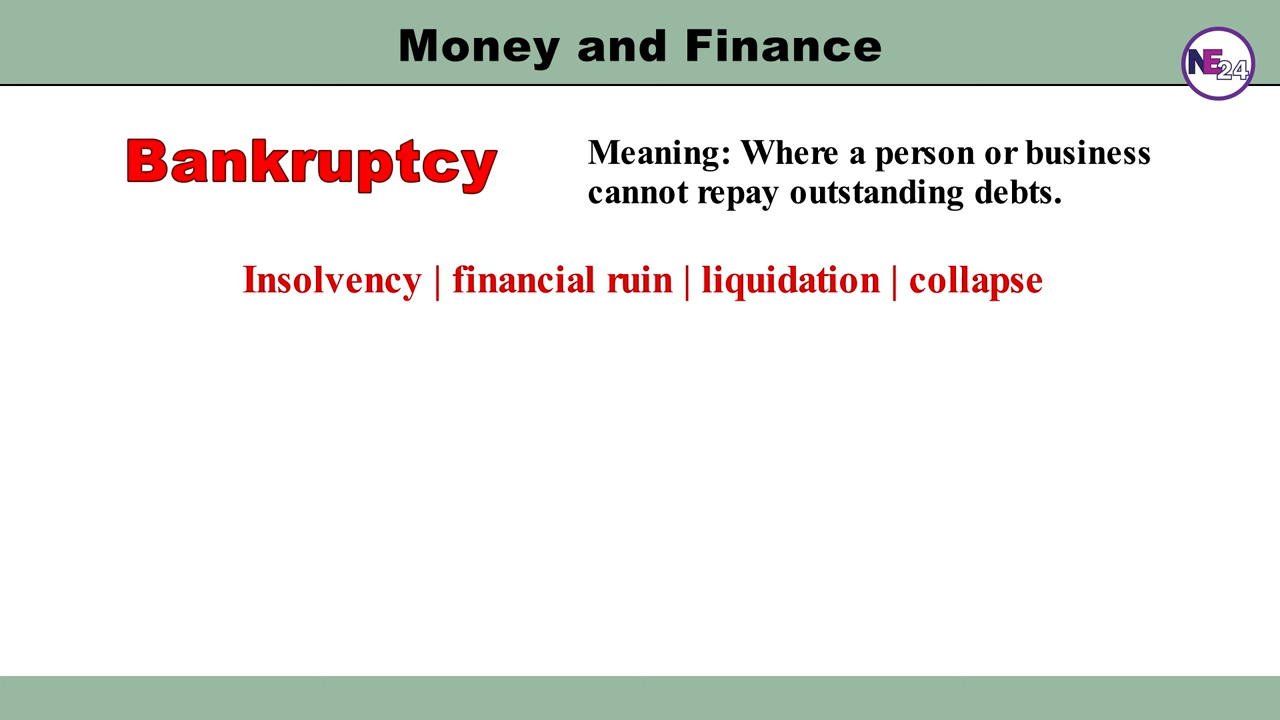 Money and Finance
NE24
Bankruptcy
Meaning: Where a person or business
cannot repay outstanding debts.
Insolvency | financial ruin | liquidation | collapse